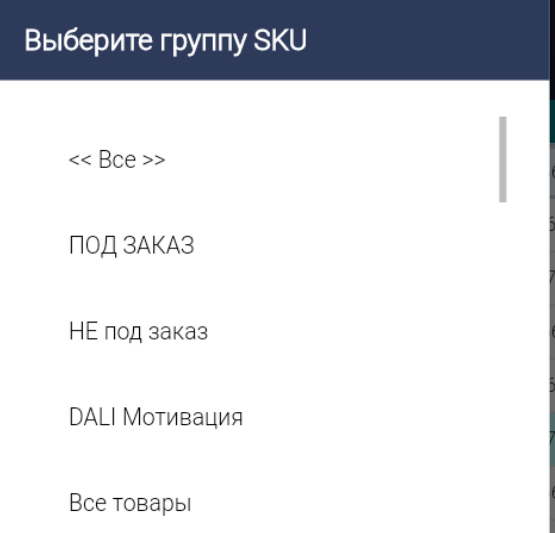 Выберите группу SKU
<< Все >>
ПОД ЗАКАЗ
НЕ под заказ
DALI Мотивация
Все товары